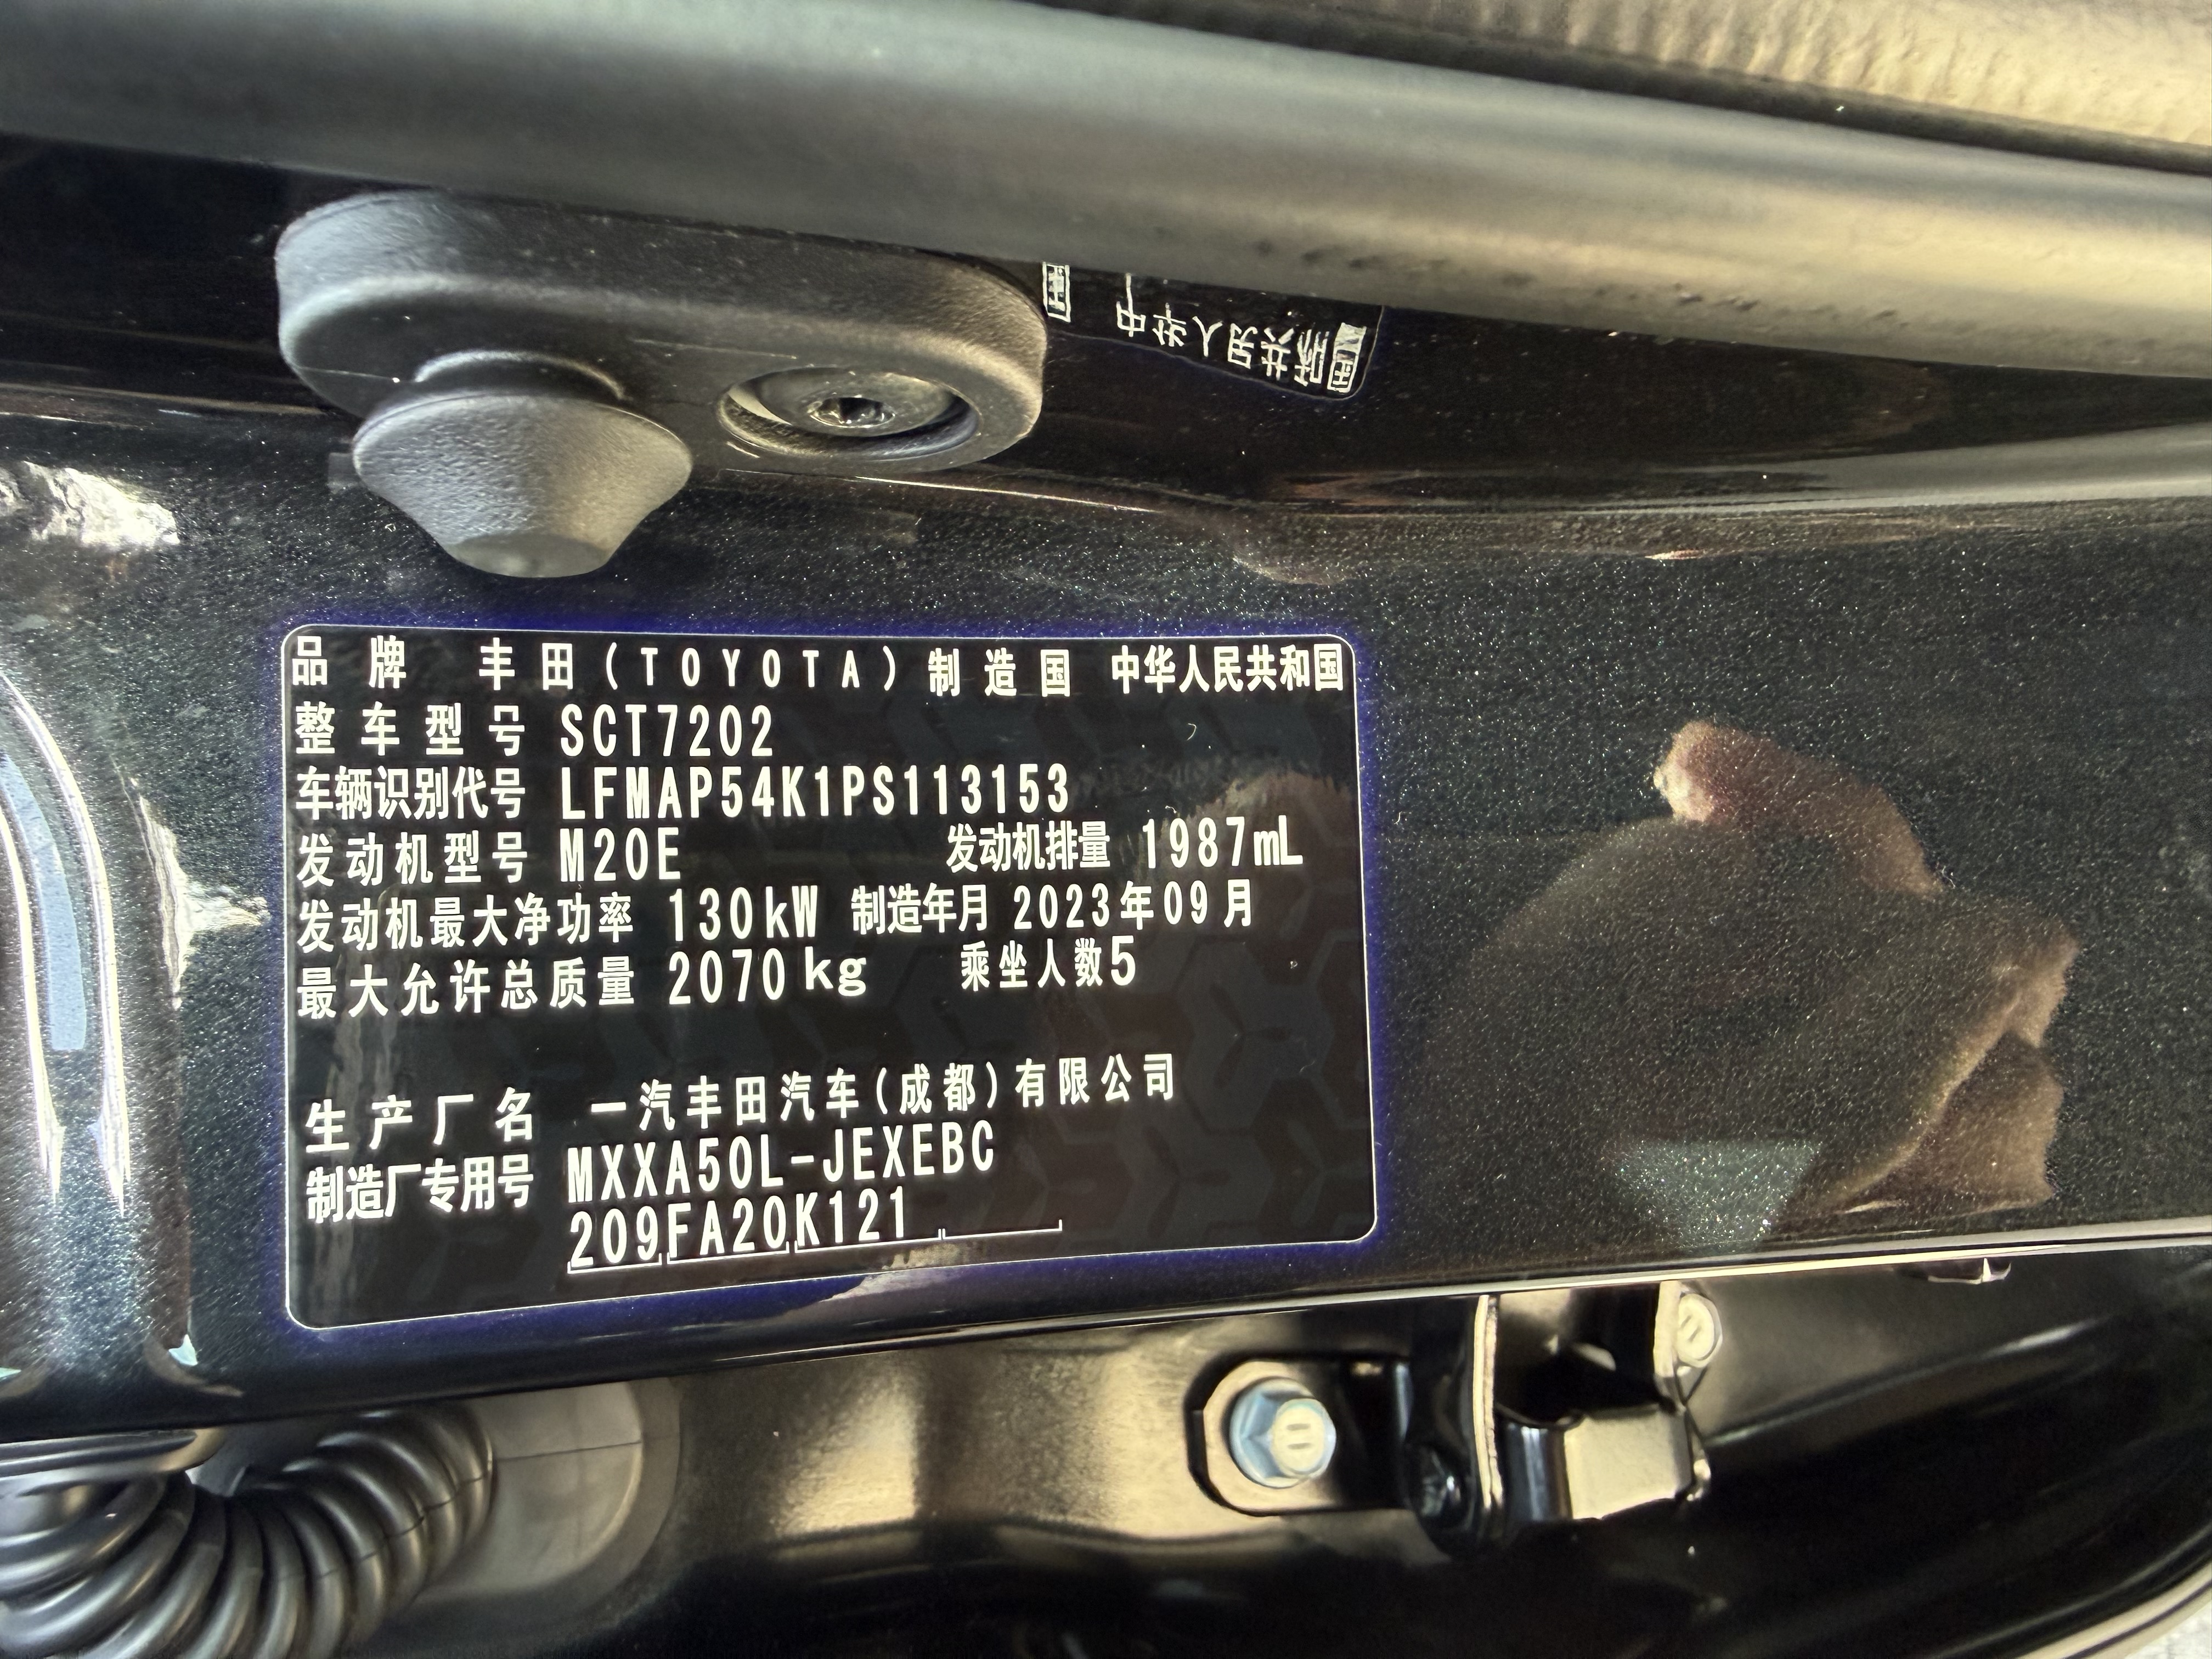 品牌 丰田(TOYOTA) 制造国 中华人民共和国
整车型号 SCT7202
车辆识别代号 LFMAP54K1PS113153
发动机型号 M20E 发动机排量 1987mL
发动机最大净功率 130kW 制造年月 2023年09月
最大允许总质量 2070kg 乘坐人数5
生产厂名 一汽丰田汽车(成都)有限公司
制造厂专用号 MXXA50L-JEXEBC
209FA20K121